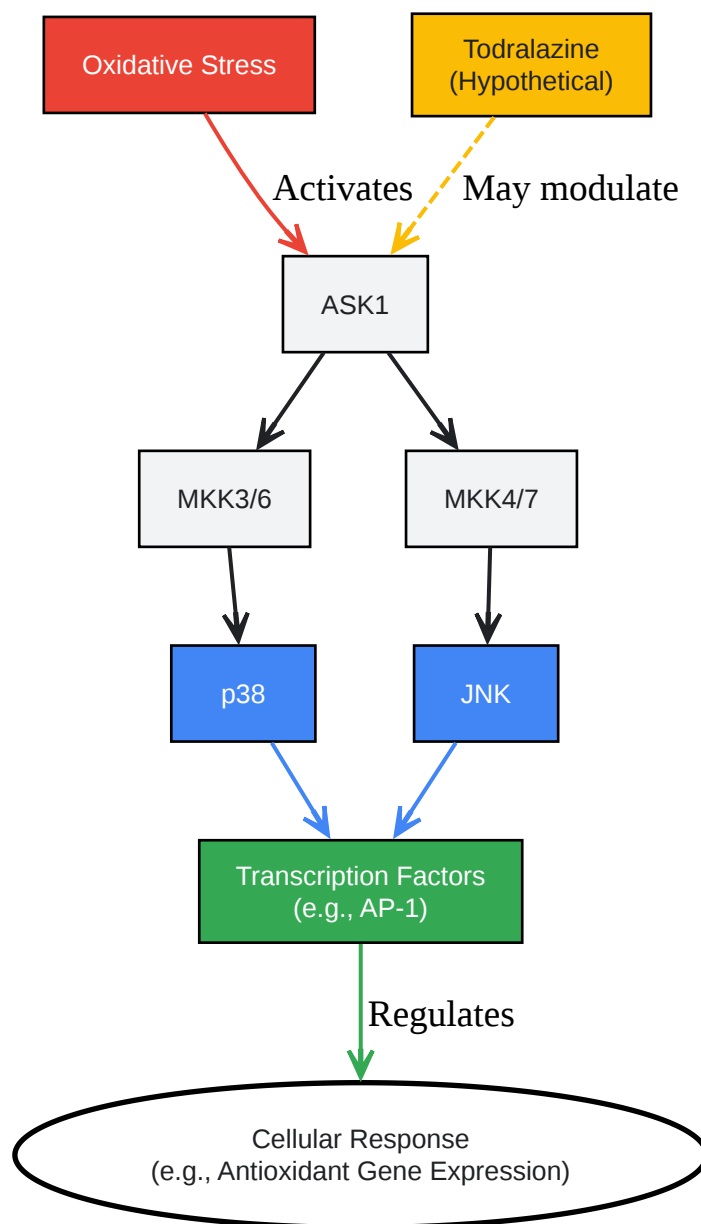 Oxidative Stress
Todralazine
(Hypothetical)
Activates
May modulate
ASK1
MKK3/6
MKK4/7
p38
JNK
Transcription Factors
(e.g., AP-1)
Regulates
Cellular Response
(e.g., Antioxidant Gene Expression)